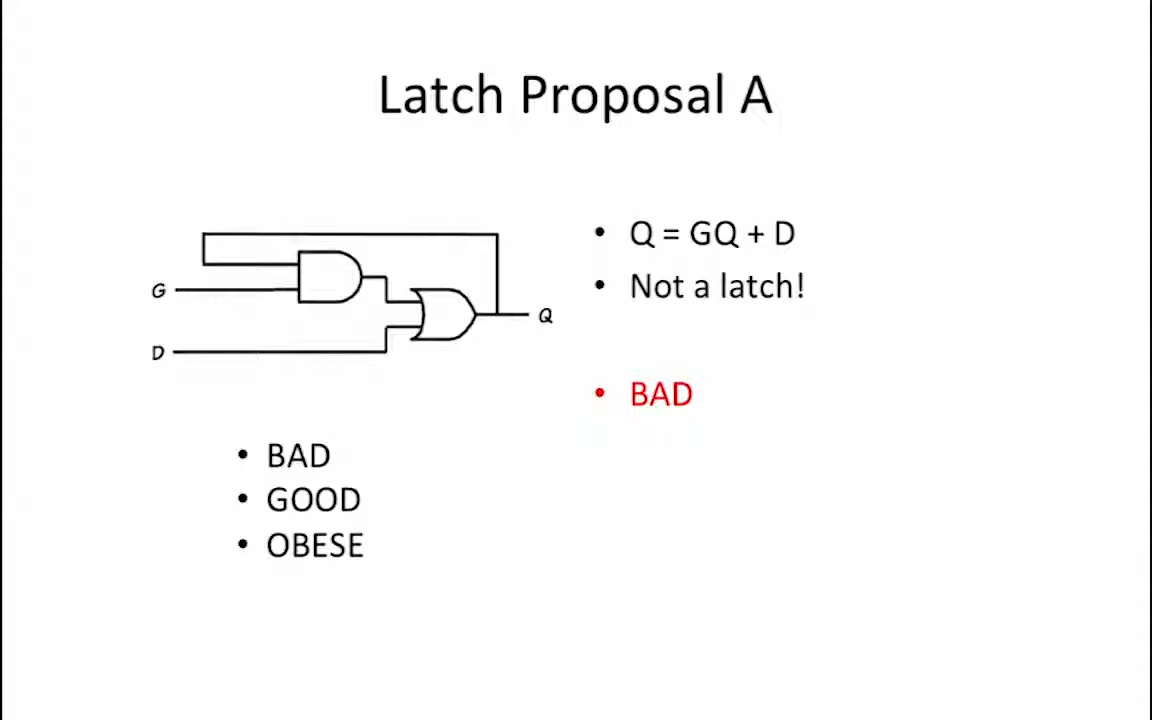 Latch Proposal A
G
D
Q
• Q = GQ + D
• Not a latch!
• BAD
• BAD
• GOOD
• OBESE